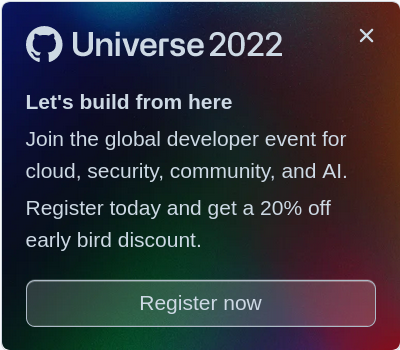 Universe 2022
Let's build from here
Join the global developer event for
cloud, security, community, and AI.
Register today and get a 20% off
early bird discount.
Register now